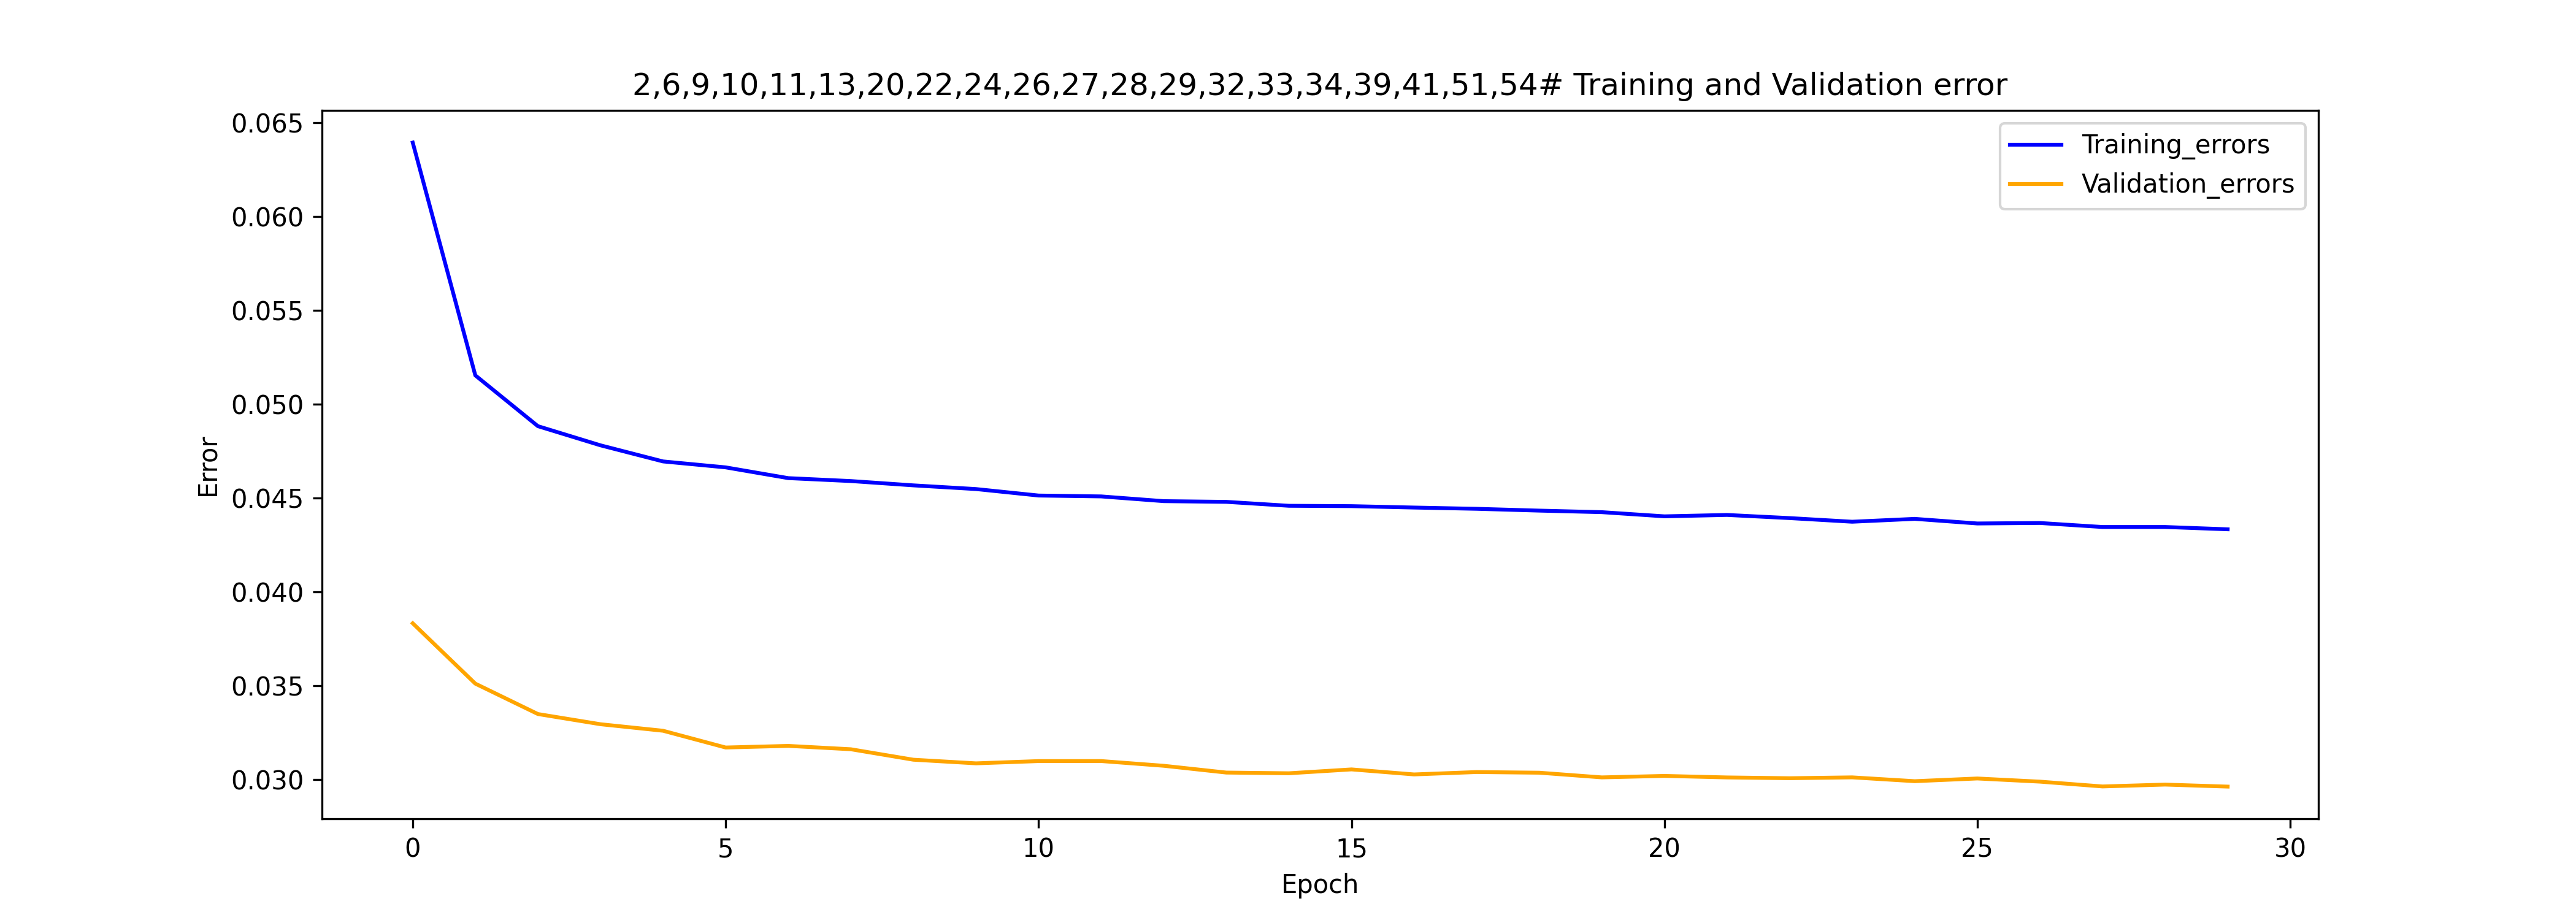 2,6,9,10,11,13,20,22,24,26,27,28,29,32,33,34,39,41,51,54# Training and Validation error
Training_errors
Validation_errors
0.065
0.060
0.055
0.050
0.045
0.040
0.035
0.030
Error
0 5 10 15 20 25 30
Epoch